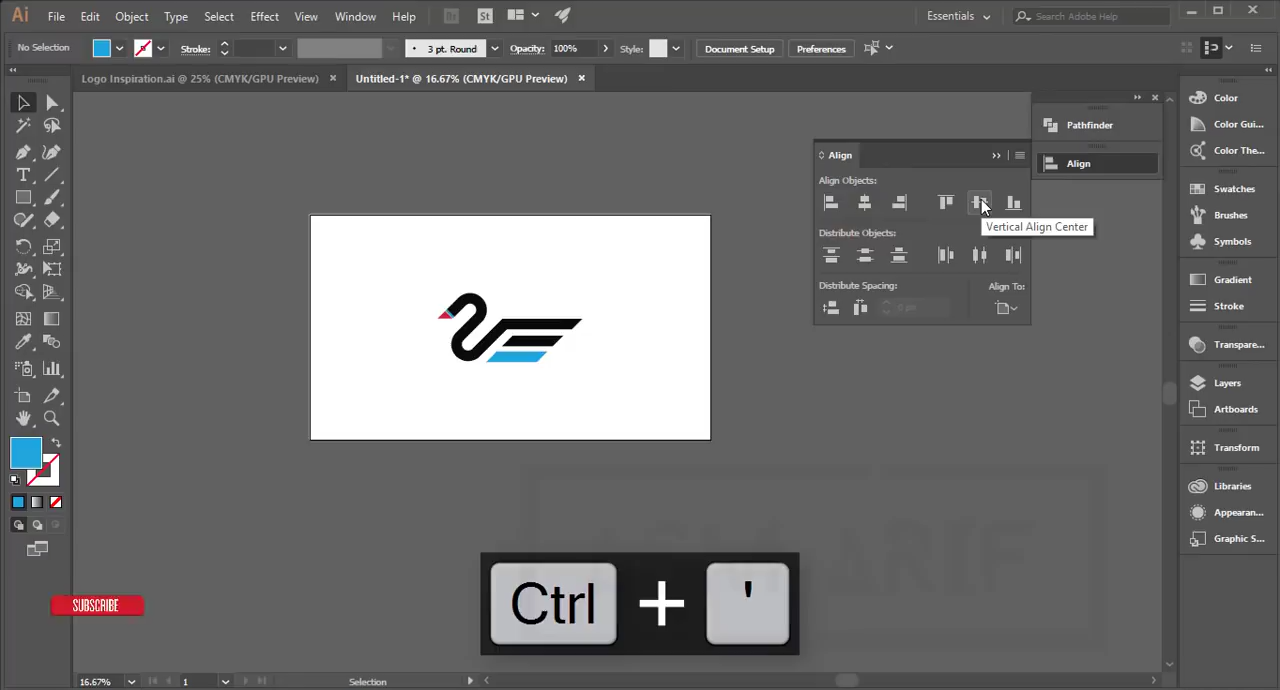 Ai File Edit Object Type Select Effect View Window Help Br St Essentials Search Adobe Help
No Selection Stroke: 3 pt. Round Opacity: 100% Style: Document Setup Preferences
Logo Inspiration.ai @ 25% (CMYK/GPU Preview) × Untitled-1* @ 16.67% (CMYK/GPU Preview) ×
Pathfinder
Align
Align
Align Objects:
Vertical Align Center
Distribute Objects:
Distribute Spacing: Align To:
0 px
Color
Color Gui...
Color The...
Swatches
Brushes
Symbols
Gradient
Stroke
Transpare...
Layers
Artboards
Transform
Libraries
Appearan...
Graphic S...
Ctrl + '
SUBSCRIBE
16.67% 1 Selection